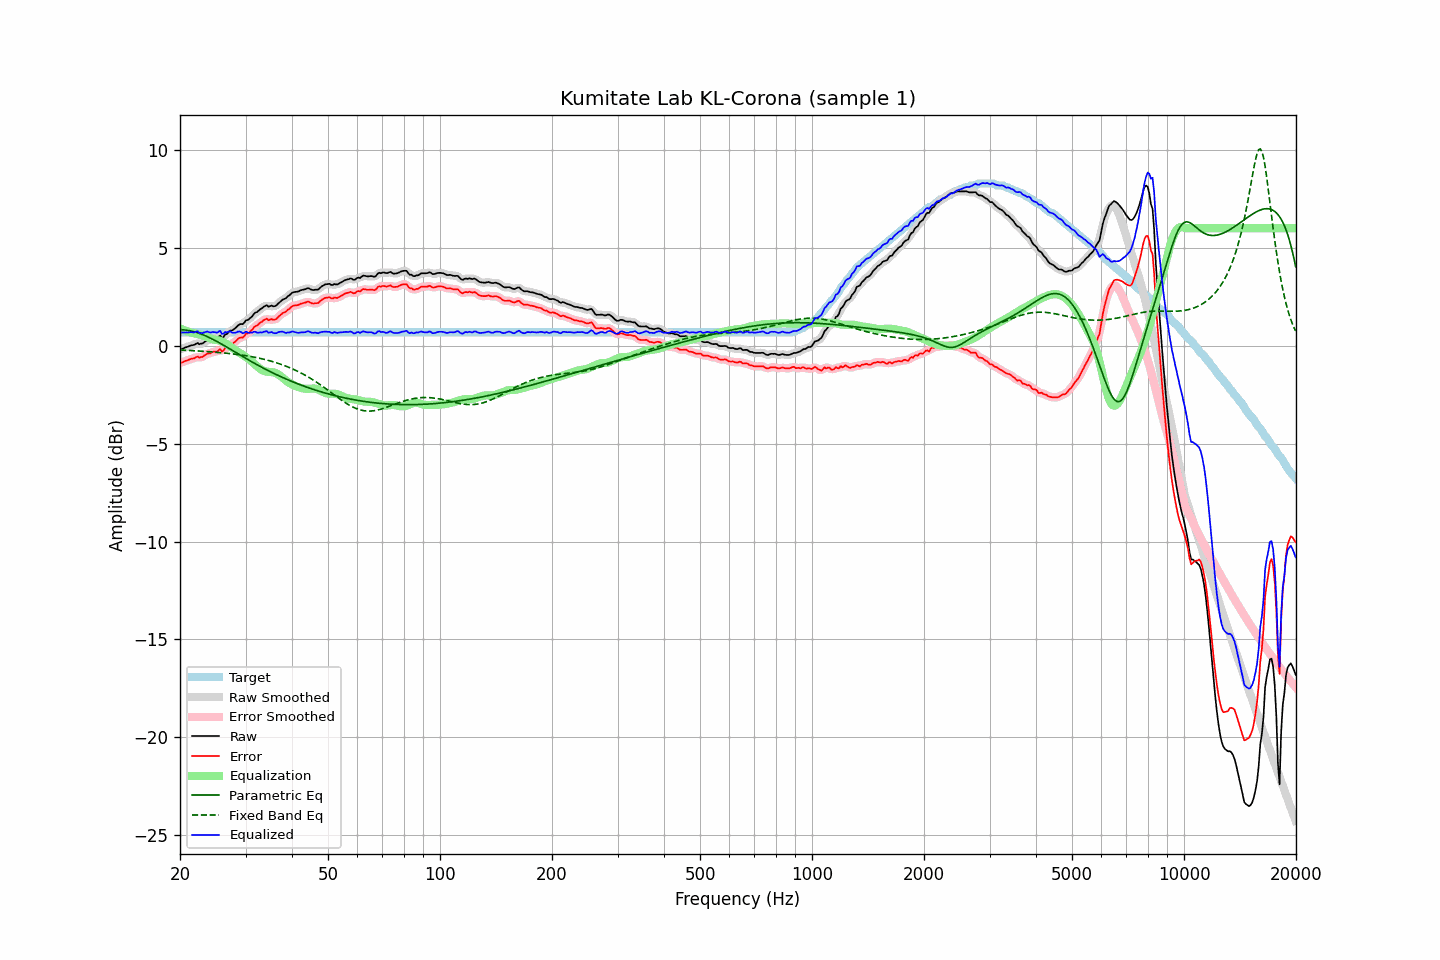 Kumitate Lab KL-Corona (sample 1)
10
5
0
−5
−10
−15
−20
−25
Amplitude (dBr)
Target
Raw Smoothed
Error Smoothed
Raw
Error
Equalization
Parametric Eq
Fixed Band Eq
Equalized
20
50
100
200
500
1000
2000
5000
10000
20000
Frequency (Hz)